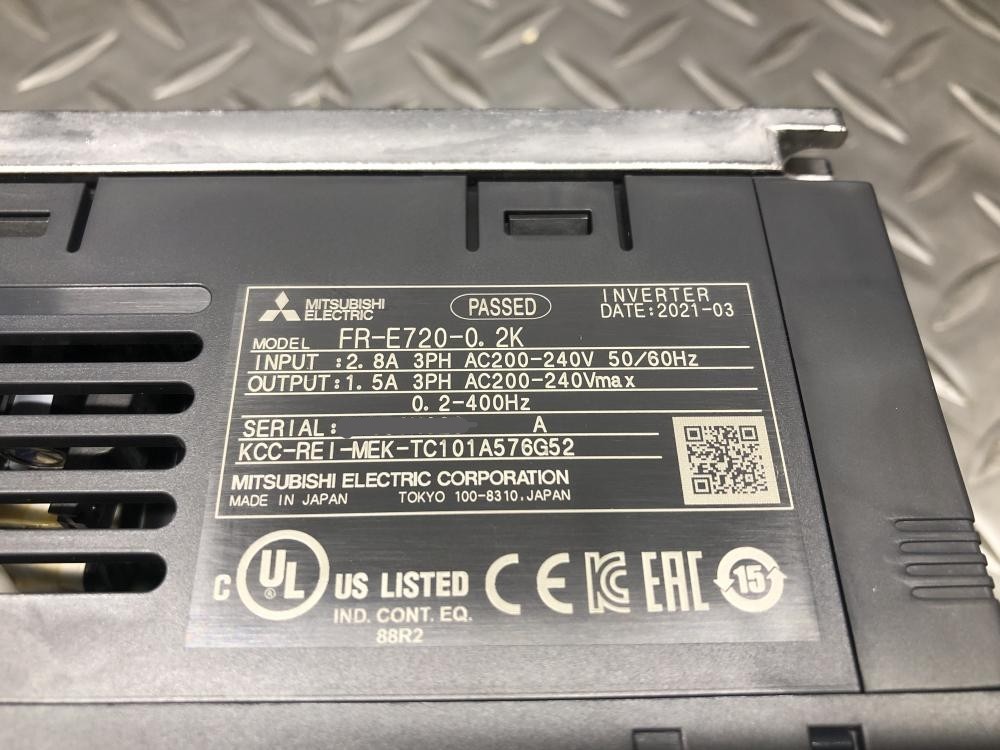 MITSUBISHI
ELECTRIC
PASSED
INVERTER
DATE:2021-03
MODEL FR-E720-0.2K
INPUT :2.8A 3PH AC200-240V 50/60Hz
OUTPUT:1.5A 3PH AC200-240Vmax
0.2-400Hz
SERIAL: A
KCC-REI-MEK-TC101A576G52
MITSUBISHI ELECTRIC CORPORATION
MADE IN JAPAN TOKYO 100-8310,JAPAN
C UL US LISTED CE KC EAC 15
IND. CONT. EQ.
88R2